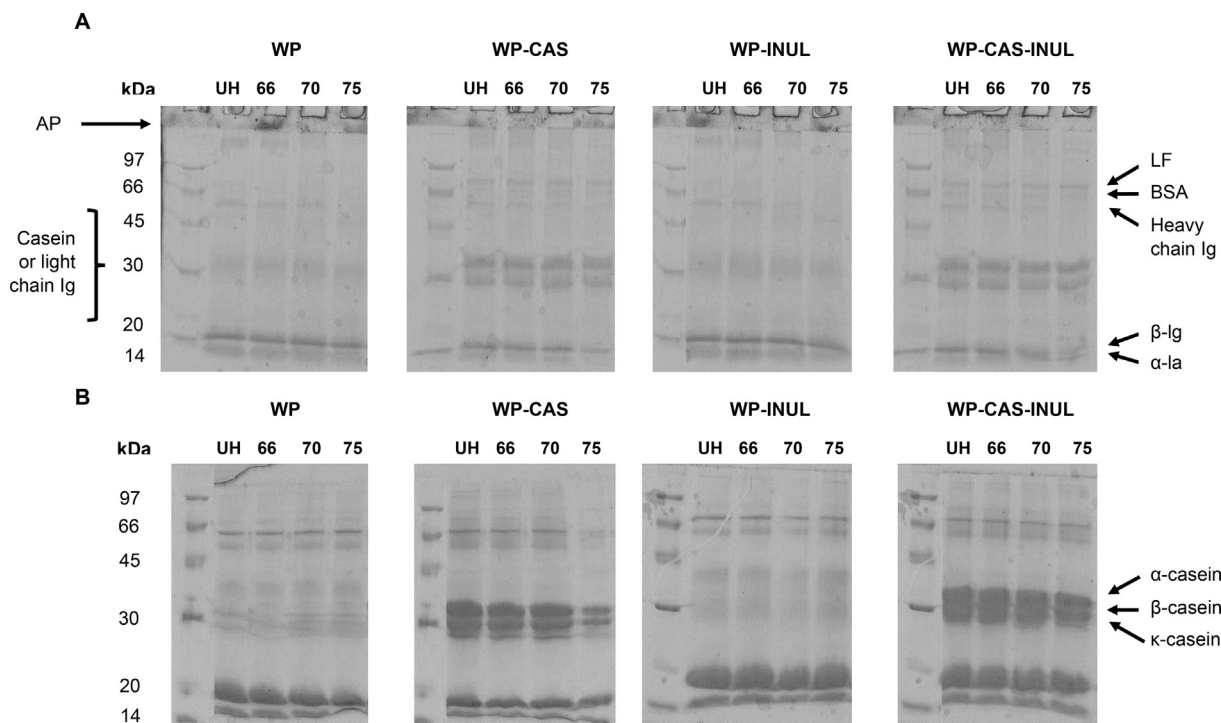 A
WP WP-CAS WP-INUL WP-CAS-INUL
kDa UH 66 70 75 UH 66 70 75 UH 66 70 75 UH 66 70 75
AP
97
LF
66
BSA
45
Heavy
chain Ig
Casein
or light
chain Ig
30
20
β-lg
14
α-la
B
WP WP-CAS WP-INUL WP-CAS-INUL
kDa UH 66 70 75 UH 66 70 75 UH 66 70 75 UH 66 70 75
97
66
45
α-casein
β-casein
30
κ-casein
20
14